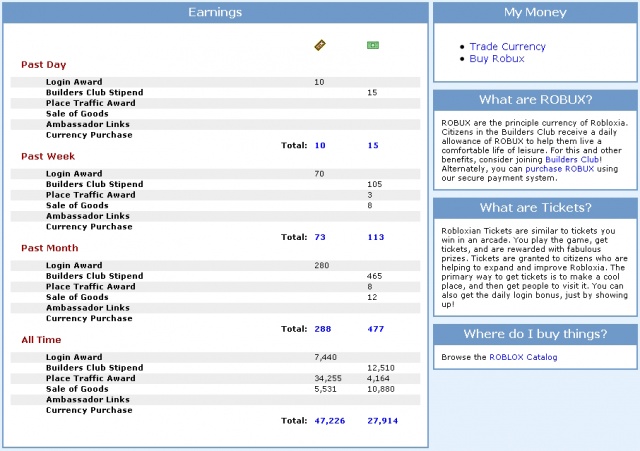 Earnings
Past Day
Login Award 10
Builders Club Stipend 15
Place Traffic Award
Sale of Goods
Ambassador Links
Currency Purchase
Total: 10 15
Past Week
Login Award 70
Builders Club Stipend 105
Place Traffic Award 3
Sale of Goods 8
Ambassador Links
Currency Purchase
Total: 73 113
Past Month
Login Award 280
Builders Club Stipend 465
Place Traffic Award 8
Sale of Goods 12
Ambassador Links
Currency Purchase
Total: 288 477
All Time
Login Award 7,440
Builders Club Stipend 12,510
Place Traffic Award 34,255 4,164
Sale of Goods 5,531 10,880
Ambassador Links
Currency Purchase
Total: 47,226 27,914
My Money
Trade Currency
Buy Robux
What are ROBUX?
ROBUX are the principle currency of Robloxia.
Citizens in the Builders Club receive a daily
allowance of ROBUX to help them live a
comfortable life of leisure. For this and other
benefits, consider joining Builders Club!
Alternately, you can purchase ROBUX using
our secure payment system.
What are Tickets?
Robloxian Tickets are similar to tickets you
win in an arcade. You play the game, get
tickets, and are rewarded with fabulous
prizes. Tickets are granted to citizens who are
helping to expand and improve Robloxia. The
primary way to get tickets is to make a cool
place, and then get people to visit it. You can
also get the daily login bonus, just by showing
up!
Where do I buy things?
Browse the ROBLOX Catalog